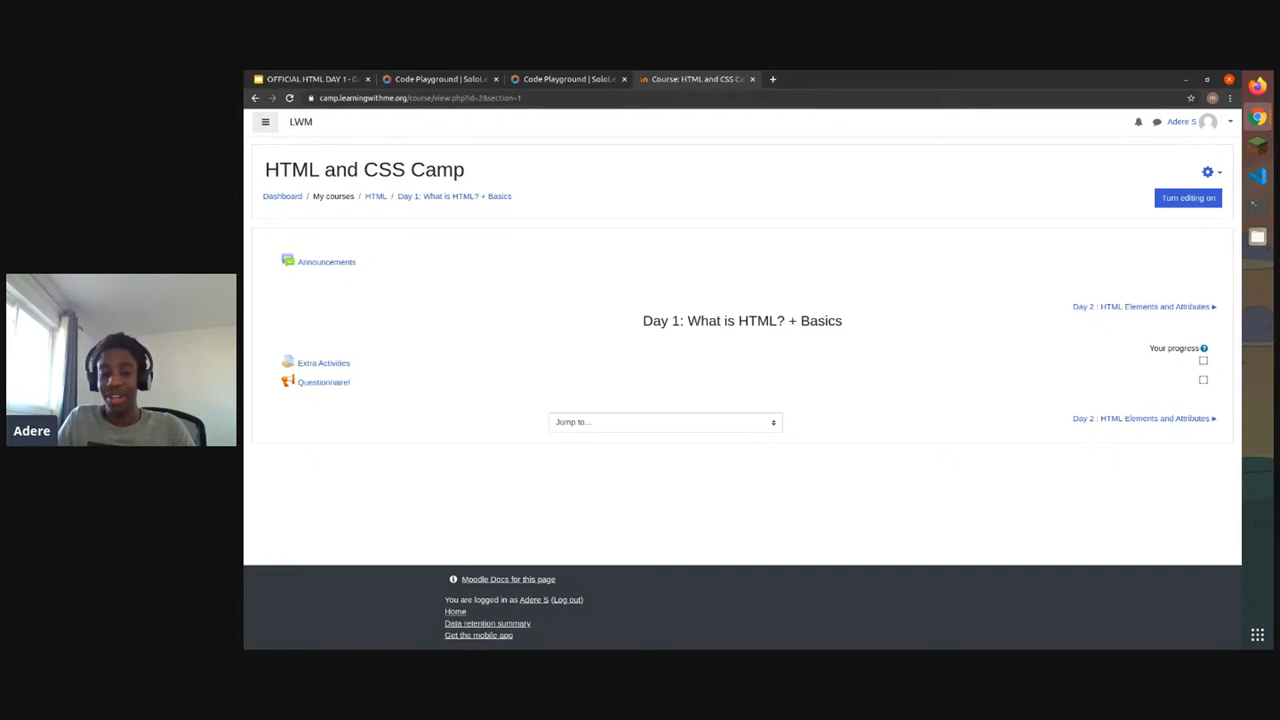 OFFICIAL HTML DAY 1 - G
Code Playground | SoloLe
Code Playground | SoloLe
Course: HTML and CSS Ca
camp.learningwithme.org/course/view.php?id=2&section=1
LWM
Adere S
HTML and CSS Camp
Dashboard / My courses / HTML / Day 1: What is HTML? + Basics
Turn editing on
Announcements
Day 2 : HTML Elements and Attributes ►
Day 1: What is HTML? + Basics
Your progress
Extra Activities
Questionnaire!
Jump to...
Day 2 : HTML Elements and Attributes ►
Adere
Moodle Docs for this page
You are logged in as Adere S (Log out)
Home
Data retention summary
Get the mobile app